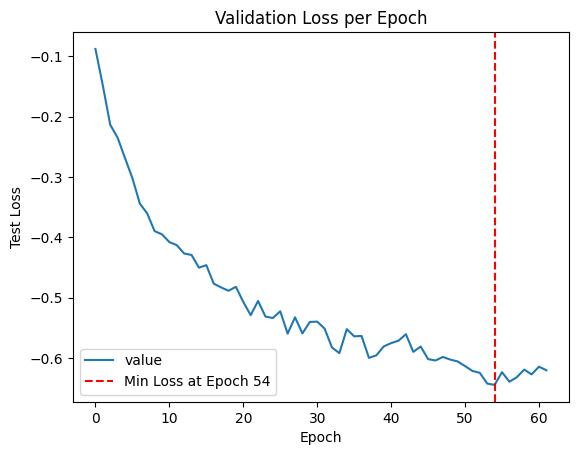 Validation Loss per Epoch
Test Loss
−0.1
−0.2
−0.3
−0.4
−0.5
−0.6
value
Min Loss at Epoch 54
0
10
20
30
40
50
60
Epoch